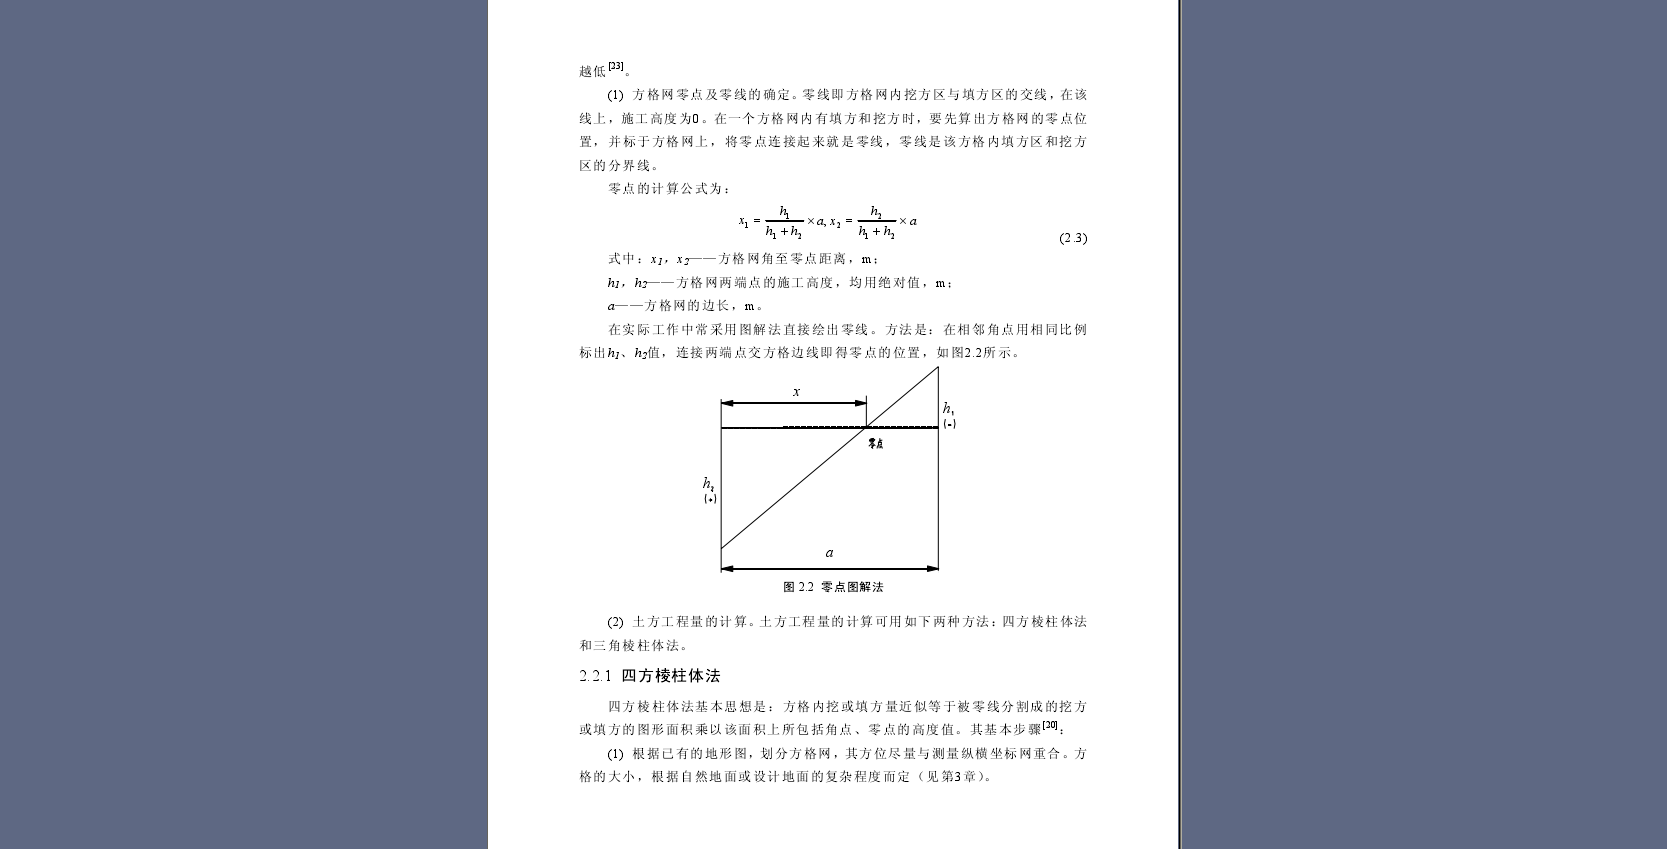 越低[23]。
(1) 方格网零点及零线的确定。零线即方格网内挖方区与填方区的交线，在该
线上，施工高度为0。在一个方格网内有填方和挖方时，要先算出方格网的零点位
置，并标于方格网上，将零点连接起来就是零线，零线是该方格内填方区和挖方
区的分界线。
零点的计算公式为：
x₁ = h₁/(h₁+h₂) × a, x₂ = h₂/(h₁+h₂) × a
(2.3)
式中：x₁，x₂——方格网角至零点距离，m；
h₁，h₂——方格网两端点的施工高度，均用绝对值，m；
a——方格网的边长，m。
在实际工作中常采用图解法直接绘出零线。方法是：在相邻角点用相同比例
标出h₁、h₂值，连接两端点交方格边线即得零点的位置，如图2.2所示。
x
h₁
(-)
零点
h₂
(+)
a
图 2.2 零点图解法
(2) 土方工程量的计算。土方工程量的计算可用如下两种方法：四方棱柱体法
和三角棱柱体法。
2.2.1 四方棱柱体法
四方棱柱体法基本思想是：方格内挖或填方量近似等于被零线分割成的挖方
或填方的图形面积乘以该面积上所包括角点、零点的高度值。其基本步骤[20]：
(1) 根据已有的地形图，划分方格网，其方位尽量与测量纵横坐标网重合。方
格的大小，根据自然地面或设计地面的复杂程度而定（见第3章）。